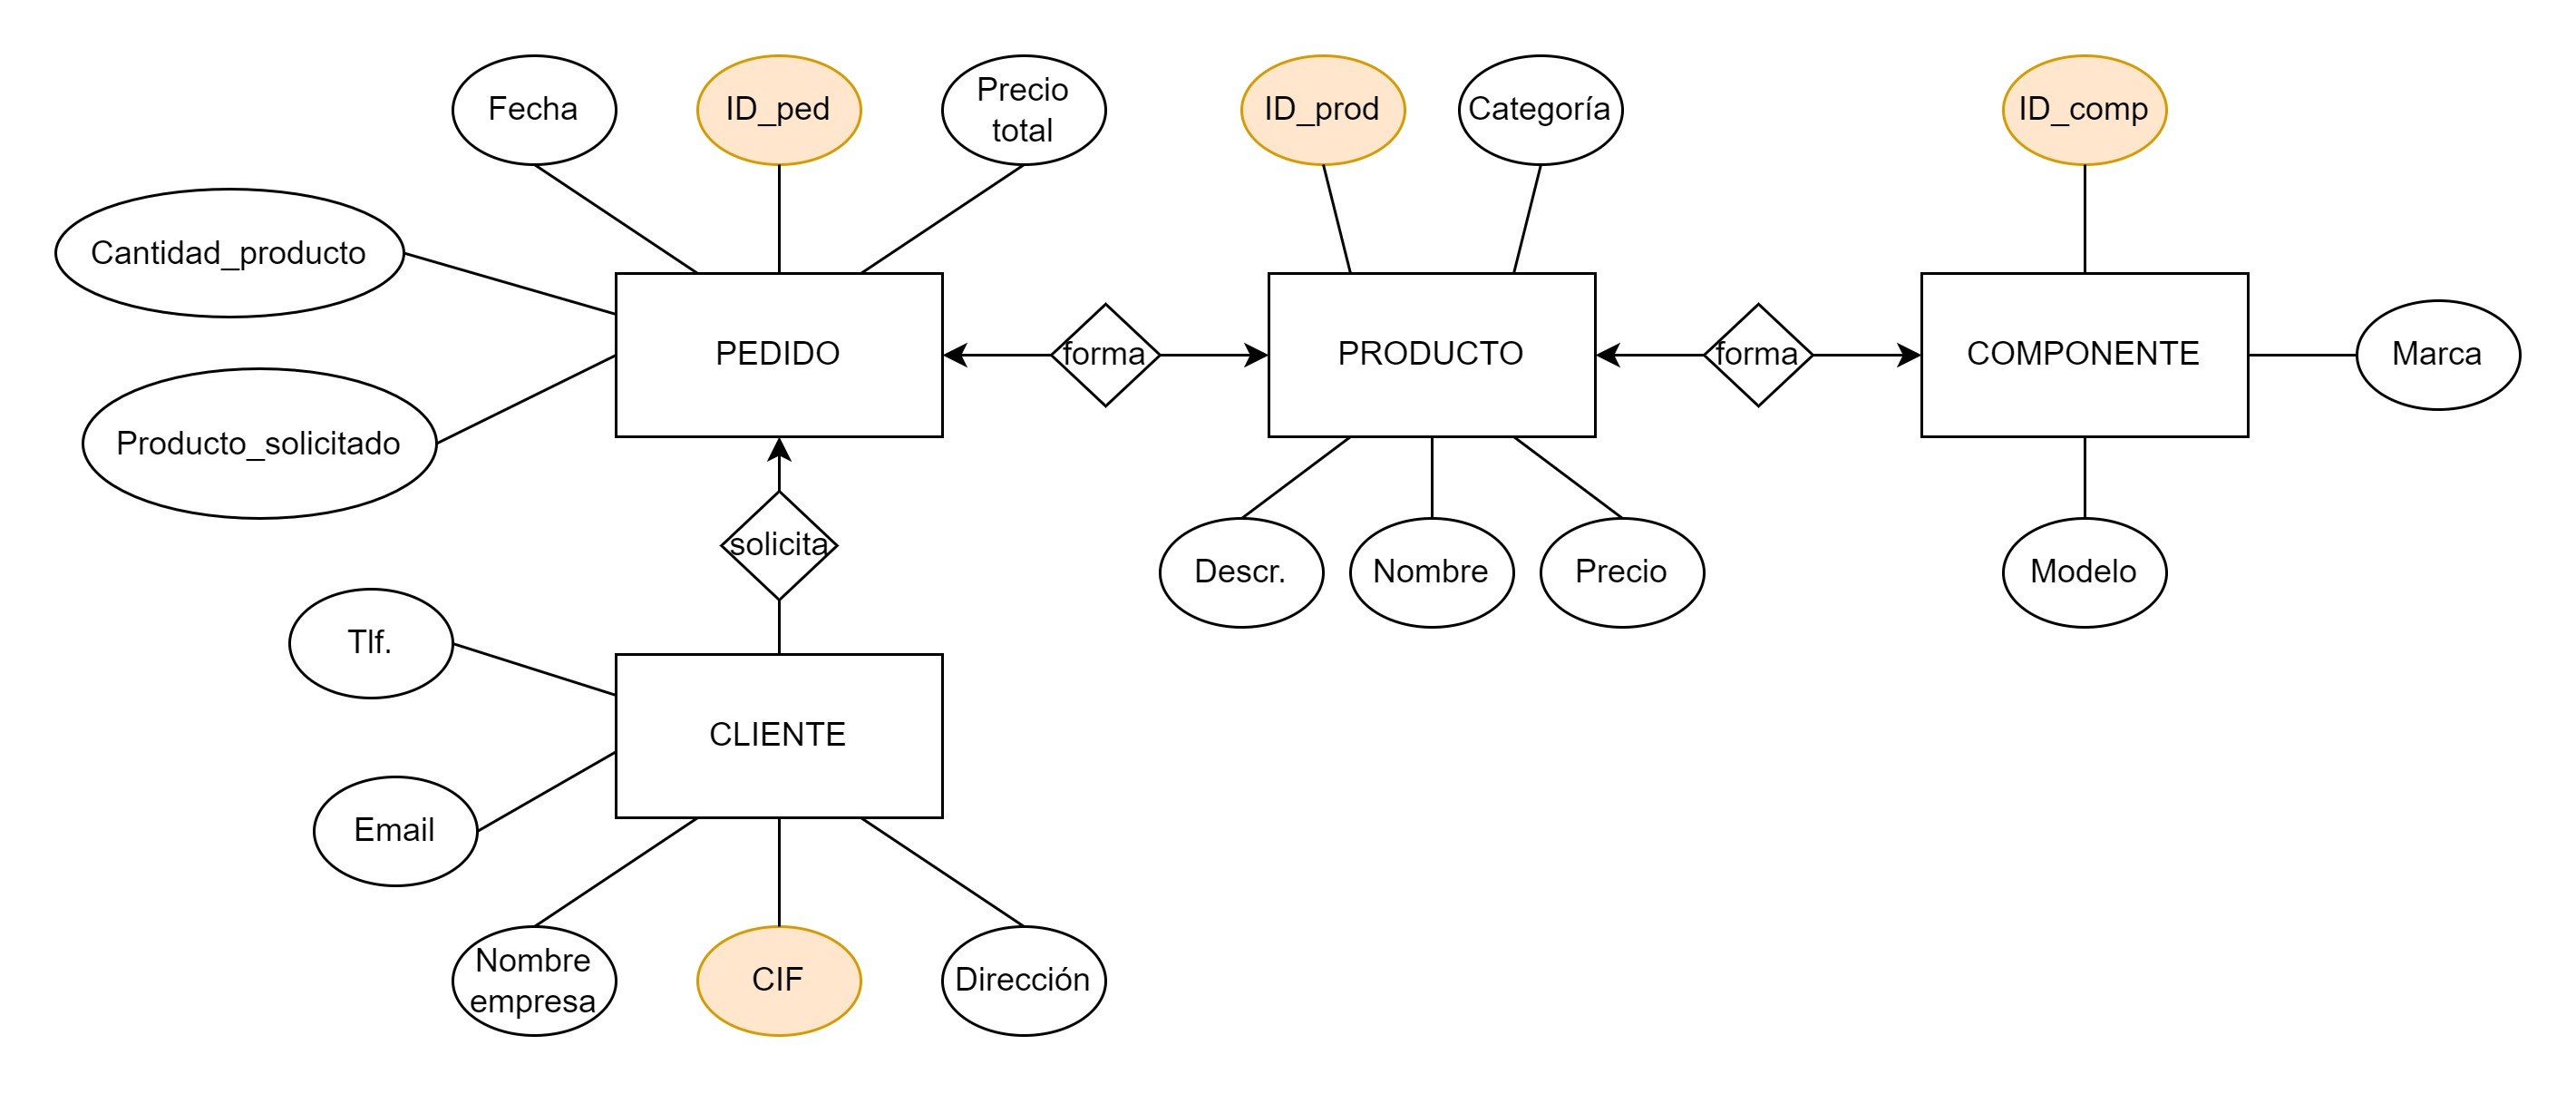 Fecha
ID_ped
Precio
total
ID_prod
Categoría
ID_comp
Cantidad_producto
PEDIDO
forma
PRODUCTO
forma
COMPONENTE
Marca
Producto_solicitado
solicita
Descr.
Nombre
Precio
Modelo
Tlf.
CLIENTE
Email
Nombre
empresa
CIF
Dirección